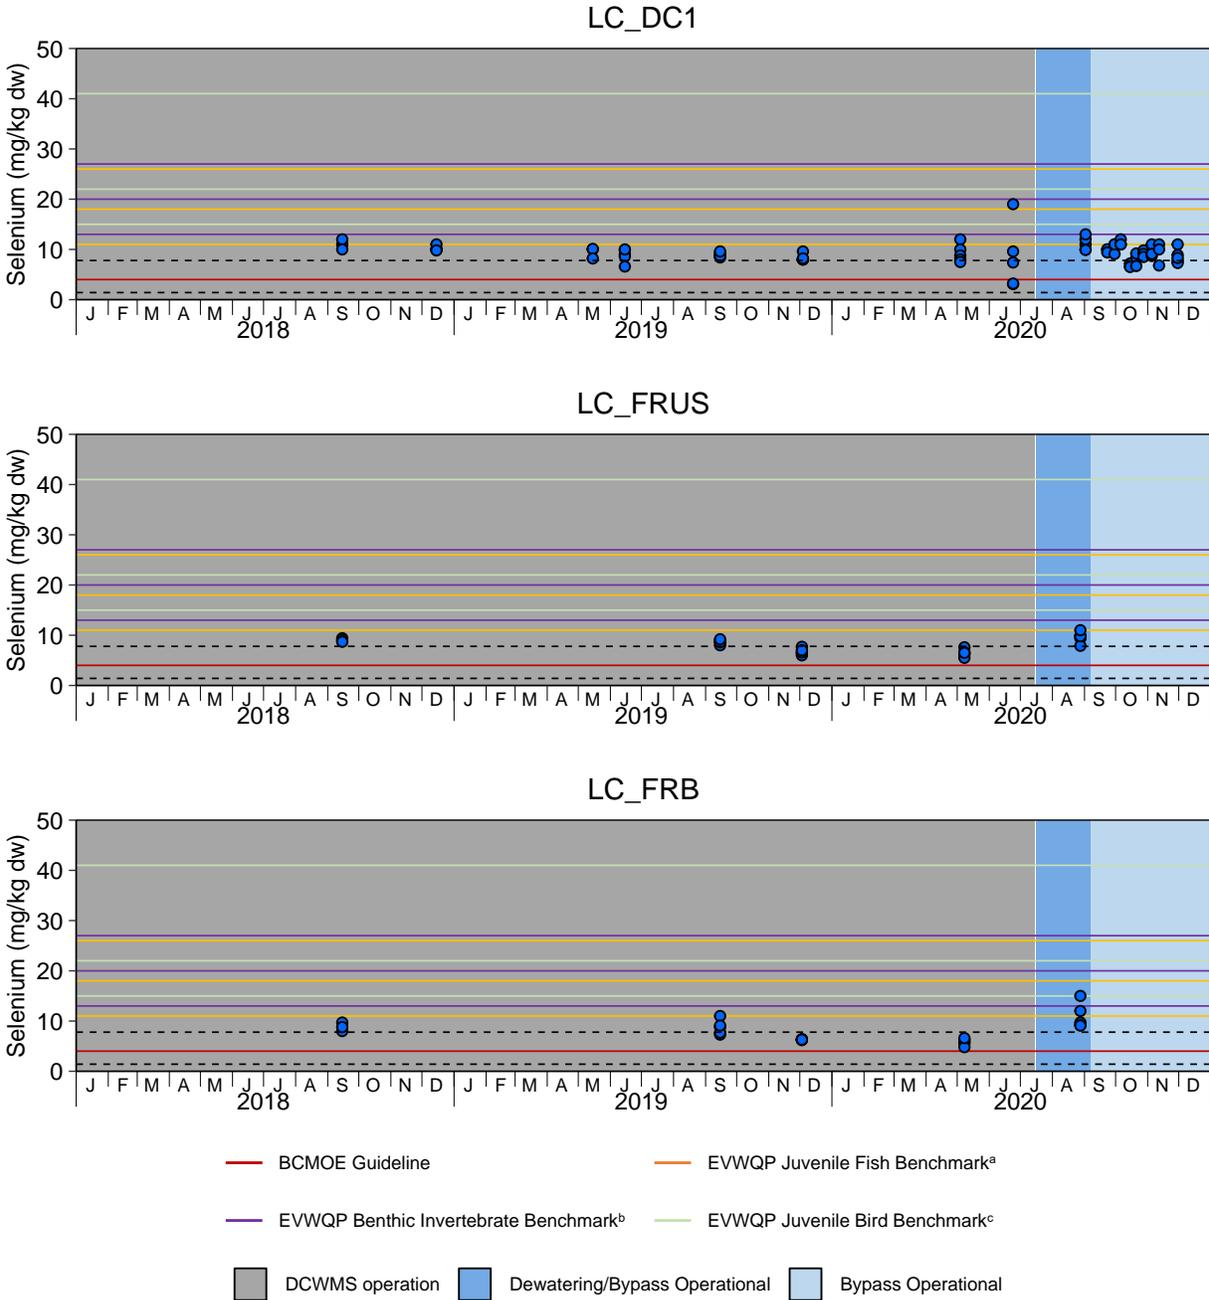 LC_DC1
Selenium (mg/kg dw)
50
40
30
20
10
0
J F M A M J J A S O N D J F M A M J J A S O N D J F M A M J J A S O N D
2018 2019 2020
LC_FRUS
Selenium (mg/kg dw)
50
40
30
20
10
0
J F M A M J J A S O N D J F M A M J J A S O N D J F M A M J J A S O N D
2018 2019 2020
LC_FRB
Selenium (mg/kg dw)
50
40
30
20
10
0
J F M A M J J A S O N D J F M A M J J A S O N D J F M A M J J A S O N D
2018 2019 2020
BCMOE Guideline EVWQP Juvenile Fish Benchmarkᵃ
EVWQP Benthic Invertebrate Benchmarkᵇ EVWQP Juvenile Bird Benchmarkᶜ
DCWMS operation Dewatering/Bypass Operational Bypass Operational